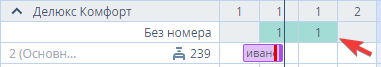 Делюкс Комфорт 1 1 1 2
Без номера 1 1
2 (Основн... 239 иван